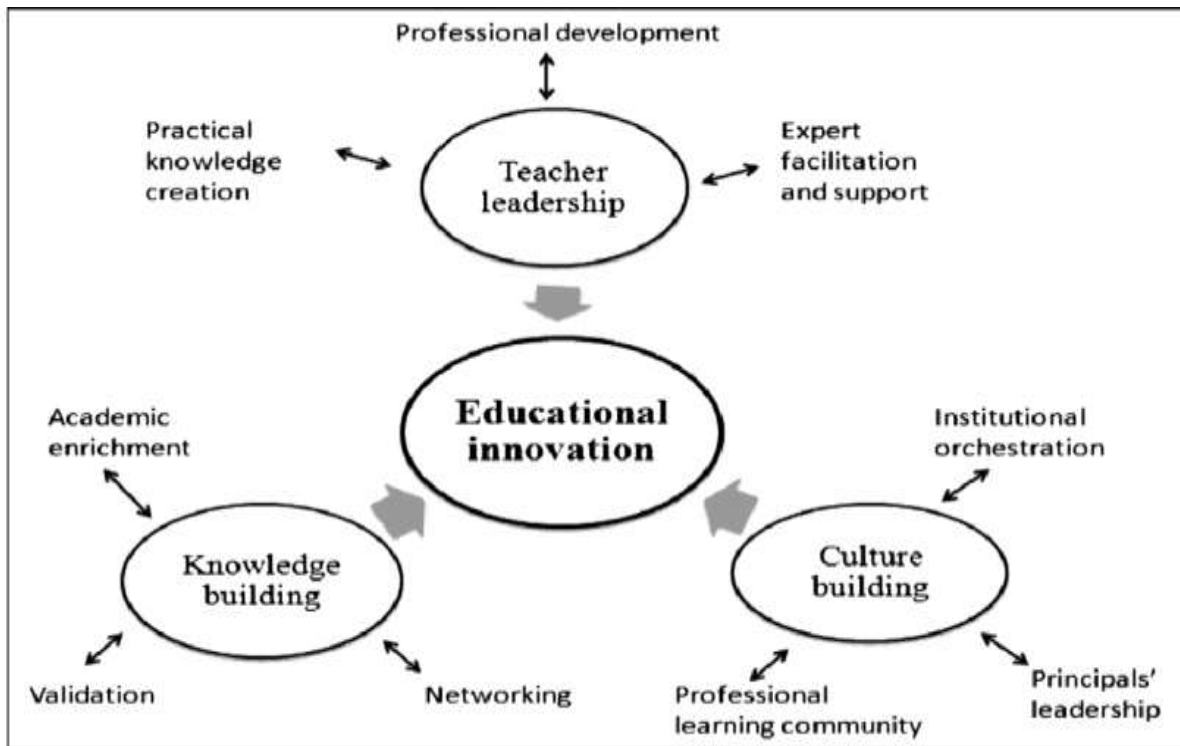 Professional development
Practical
knowledge
creation
Expert
facilitation
and support
Teacher
leadership
Educational
innovation
Academic
enrichment
Institutional
orchestration
Knowledge
building
Culture
building
Validation
Networking
Professional
learning community
Principals'
leadership